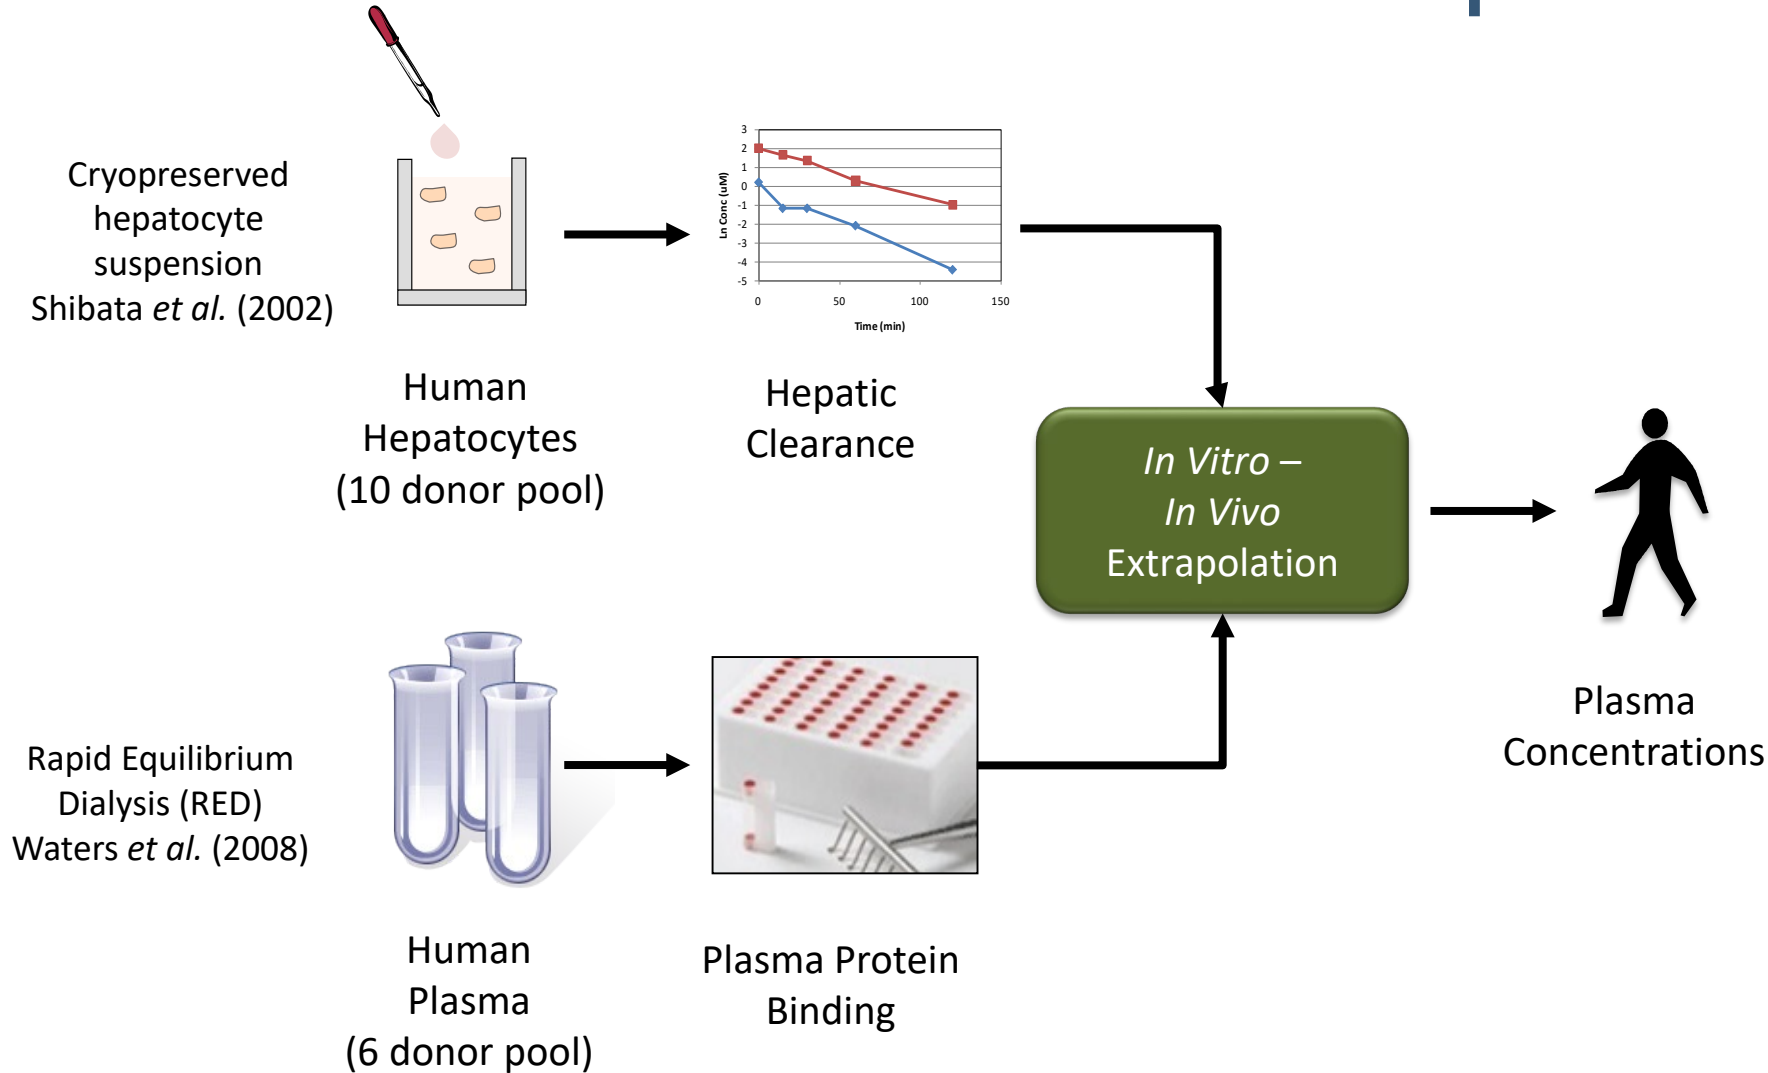 Cryopreserved
hepatocyte
suspension
Shibata et al. (2002)
Human
Hepatocytes
(10 donor pool)
Ln Conc (uM)
3
2
1
0
-1
-2
-3
-4
-5
0
50
100
150
Time (min)
Hepatic
Clearance
In Vitro –
In Vivo
Extrapolation
Plasma
Concentrations
Rapid Equilibrium
Dialysis (RED)
Waters et al. (2008)
Human
Plasma
(6 donor pool)
Plasma Protein
Binding